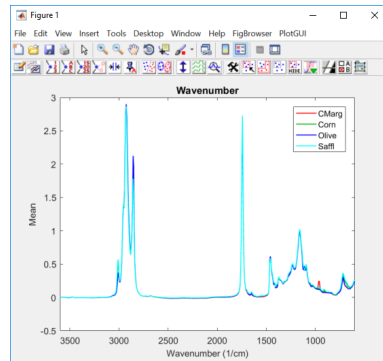 Figure 1
File Edit View Insert Tools Desktop Window Help FigBrowser PlotGUI
Wavenumber
CMarg
Corn
Olive
Saffl
3
2.5
2
1.5
1
0.5
0
-0.5
Mean
3500 3000 2500 2000 1500 1000
Wavenumber (1/cm)